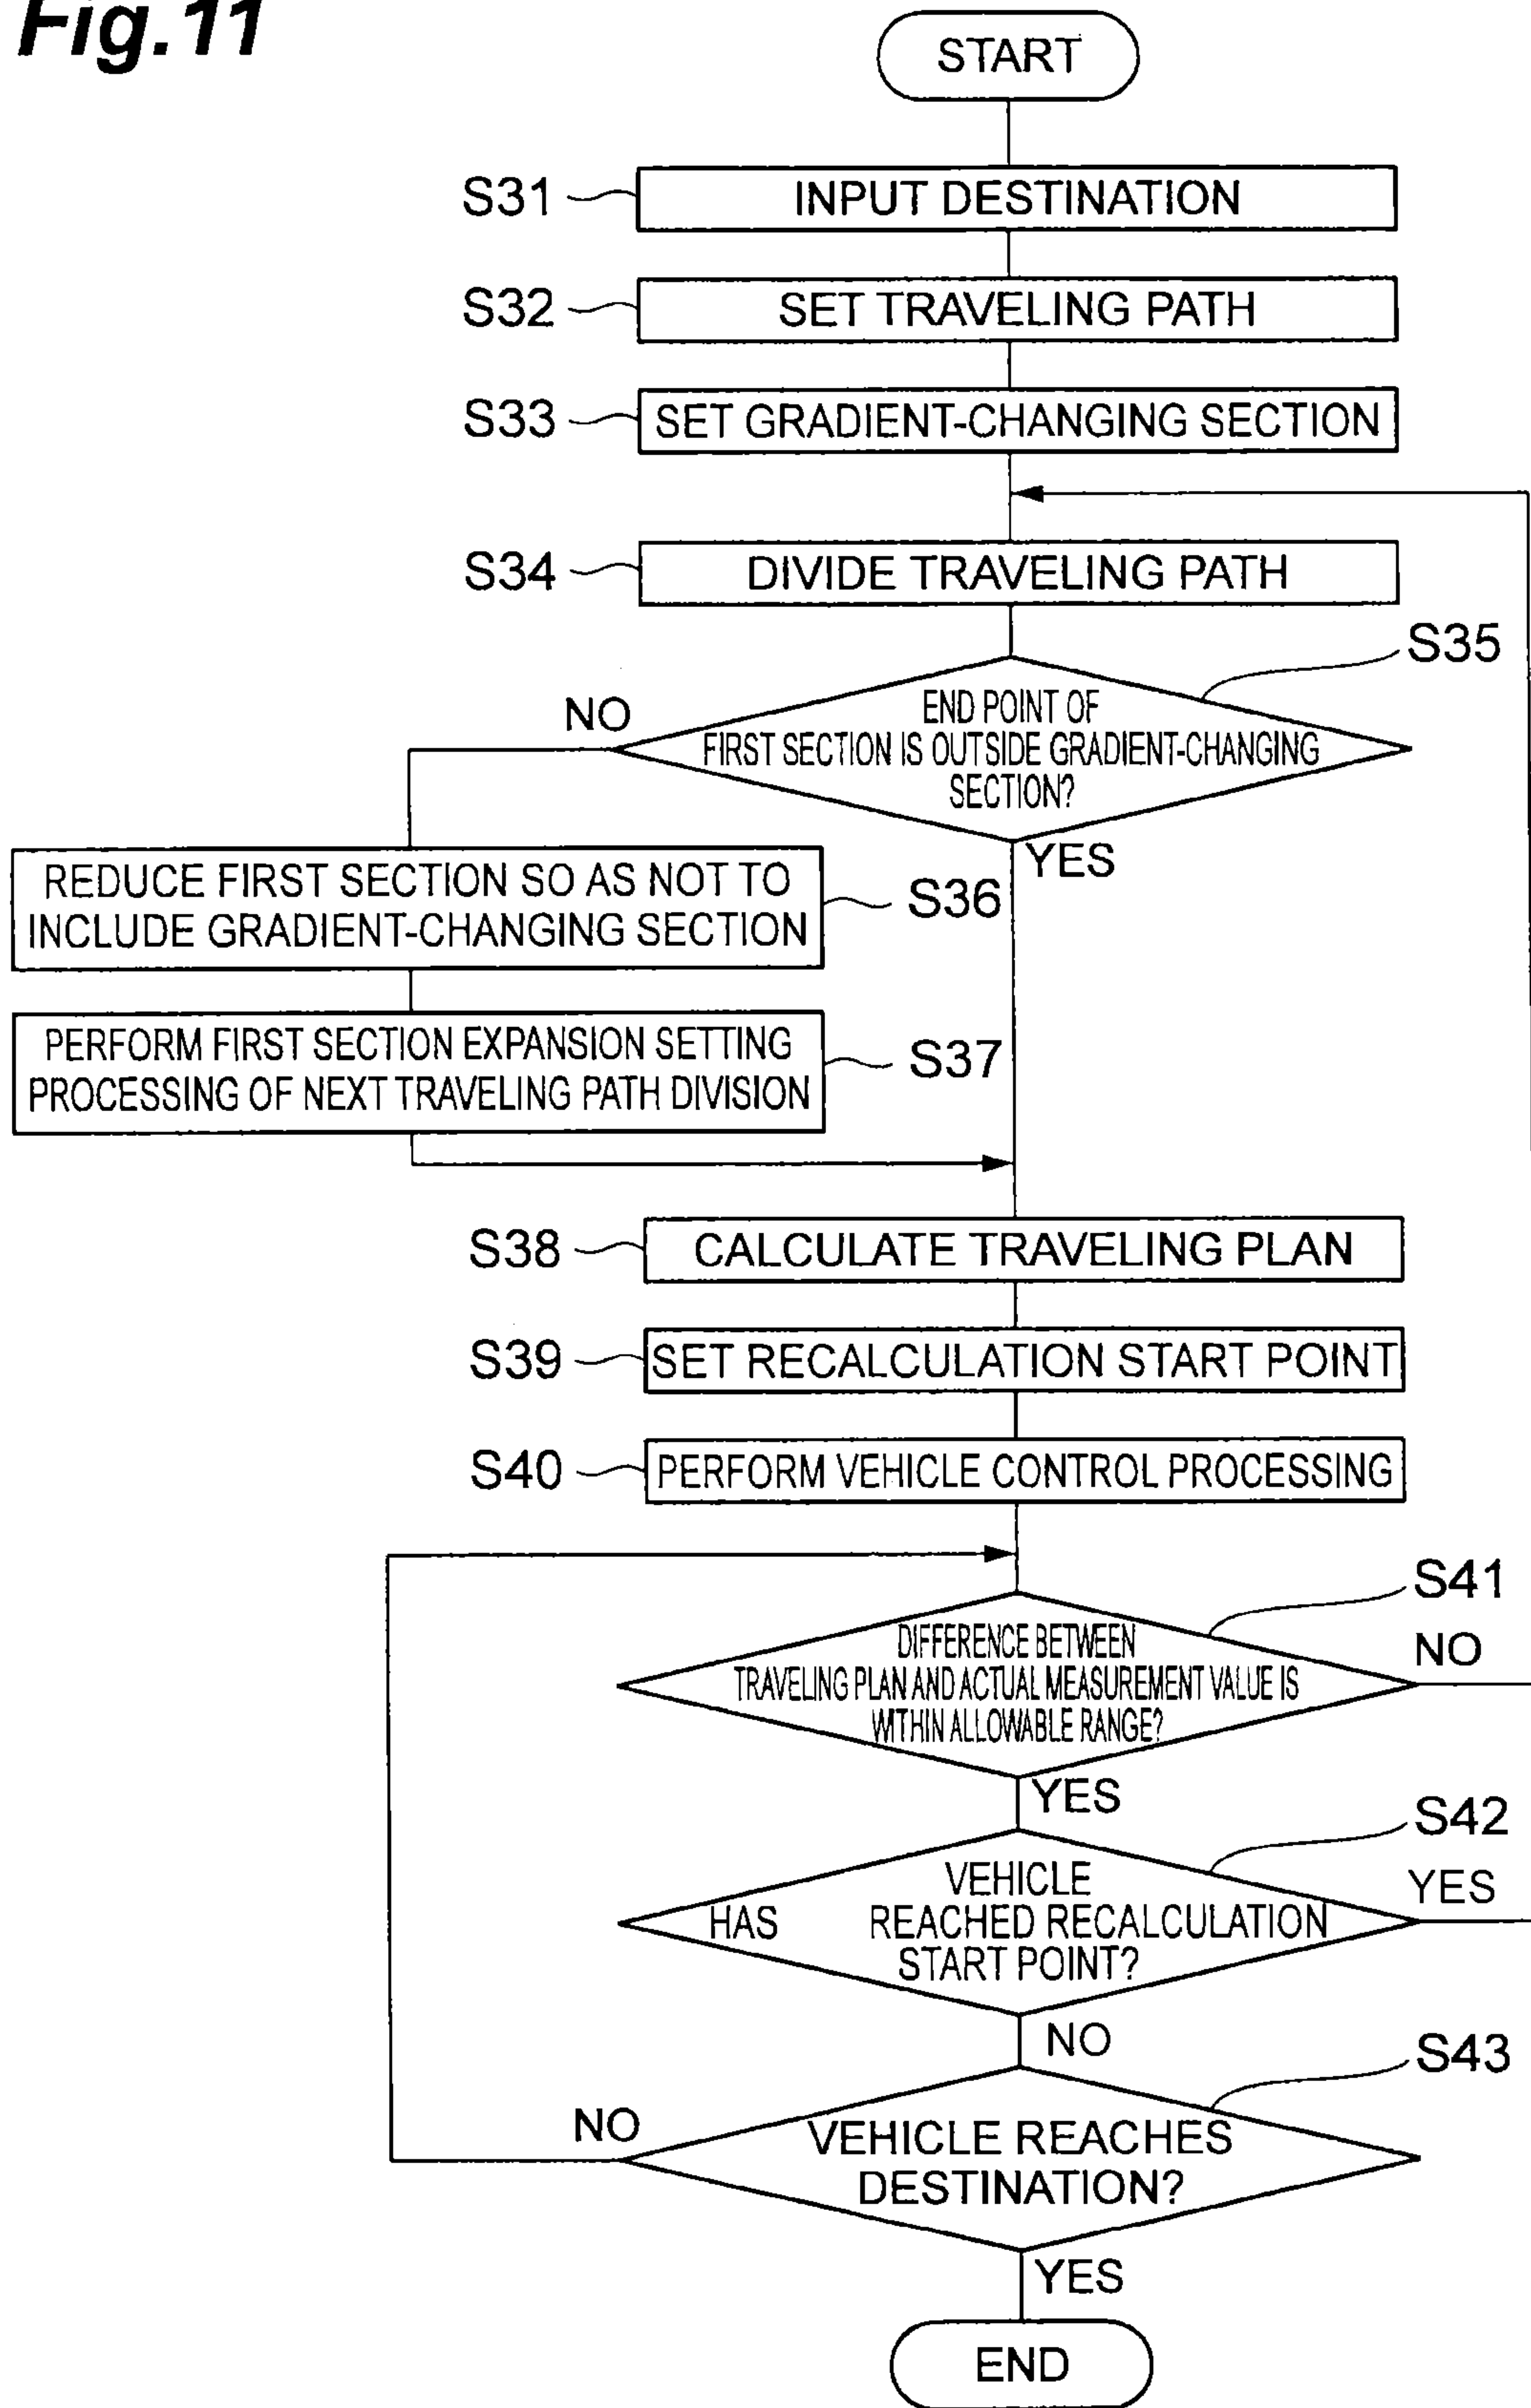 Fig.11
START
S31
INPUT DESTINATION
S32
SET TRAVELING PATH
S33
SET GRADIENT-CHANGING SECTION
S34
DIVIDE TRAVELING PATH
S35
END POINT OF
FIRST SECTION IS OUTSIDE GRADIENT-CHANGING
SECTION?
NO
YES
REDUCE FIRST SECTION SO AS NOT TO
INCLUDE GRADIENT-CHANGING SECTION
S36
PERFORM FIRST SECTION EXPANSION SETTING
PROCESSING OF NEXT TRAVELING PATH DIVISION
S37
S38
CALCULATE TRAVELING PLAN
S39
SET RECALCULATION START POINT
S40
PERFORM VEHICLE CONTROL PROCESSING
S41
DIFFERENCE BETWEEN
TRAVELING PLAN AND ACTUAL MEASUREMENT VALUE IS
WITHIN ALLOWABLE RANGE?
NO
YES
S42
VEHICLE
HAS REACHED RECALCULATION
START POINT?
YES
NO
S43
VEHICLE REACHES
DESTINATION?
NO
YES
END